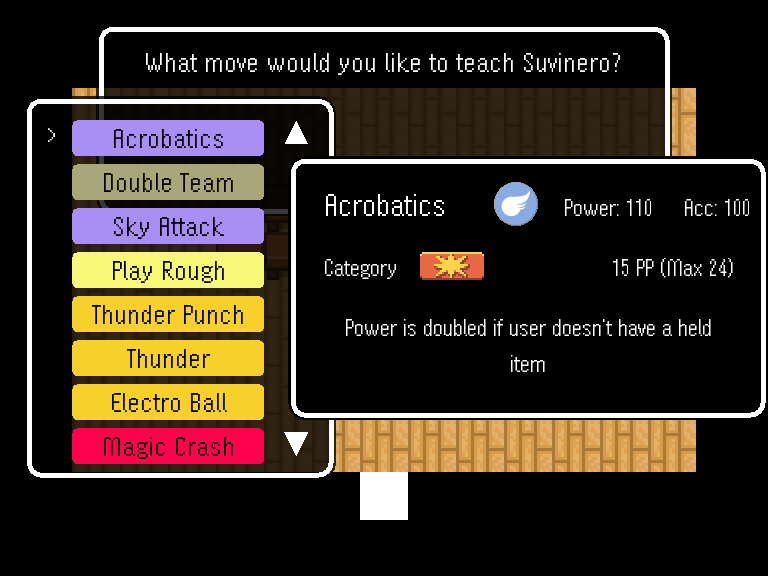 What move would you like to teach Suvinero?
> Acrobatics
Double Team
Sky Attack
Play Rough
Thunder Punch
Thunder
Electro Ball
Magic Crash
Acrobatics Power: 110 Acc: 100
Category 15 PP (Max 24)
Power is doubled if user doesn't have a held
item